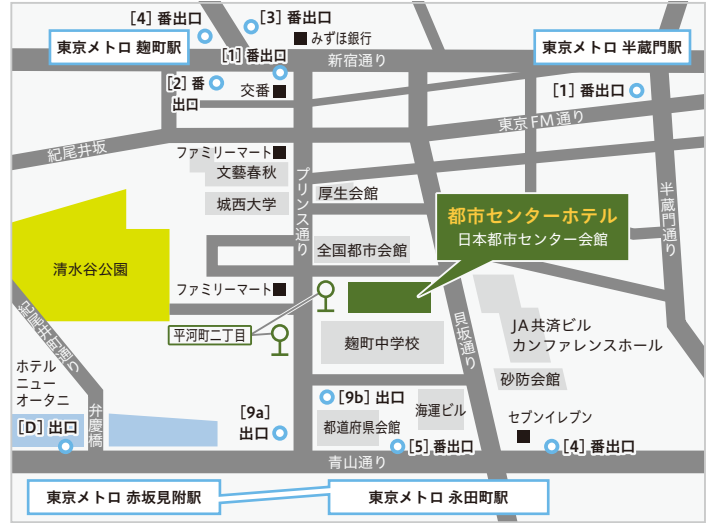 [4] 番出口
[3] 番出口
東京メトロ 麹町駅
みずほ銀行
東京メトロ 半蔵門駅
[1] 番出口
新宿通り
[2] 番
出口
交番
[1] 番出口
東京FM通り
紀尾井坂
ファミリーマート
文藝春秋
プリンス通り
厚生会館
城西大学
半蔵門通り
都市センターホテル
日本都市センター会館
全国都市会館
清水谷公園
ファミリーマート
紀尾井町通り
平河町二丁目
麹町中学校
貝坂通り
JA共済ビル
カンファレンスホール
ホテル
ニュー
オータニ
砂防会館
弁慶橋
[9b] 出口
[9a]
出口
都道府県会館
海運ビル
セブンイレブン
[D] 出口
[5] 番出口
[4] 番出口
青山通り
東京メトロ 赤坂見附駅
東京メトロ 永田町駅